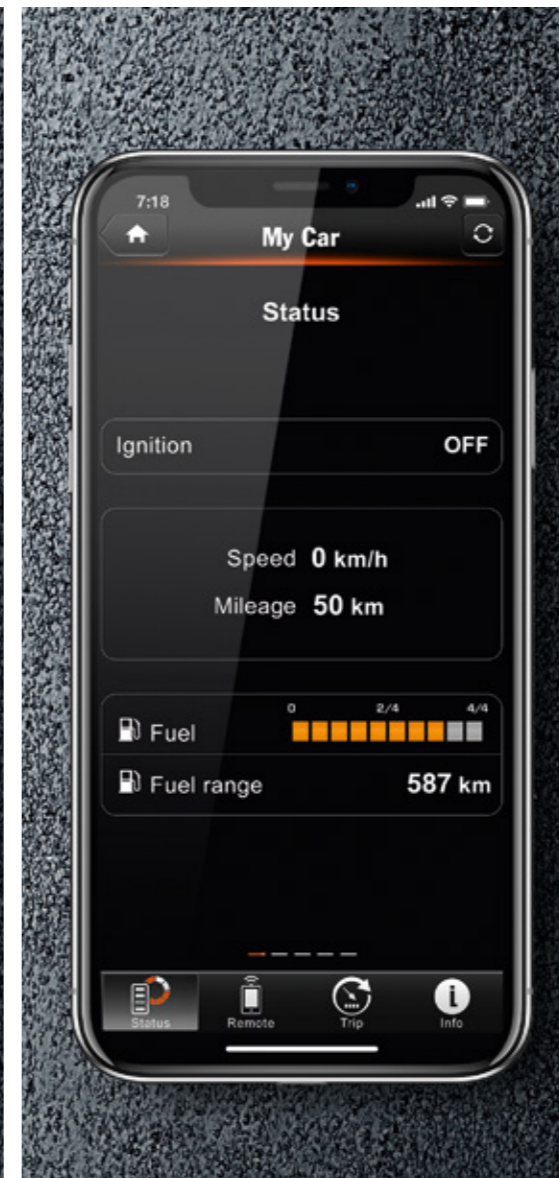 7:18
My Car
Status
Ignition OFF
Speed 0 km/h
Mileage 50 km
0 2/4 4/4
Fuel
Fuel range 587 km
Status Remote Trip Info